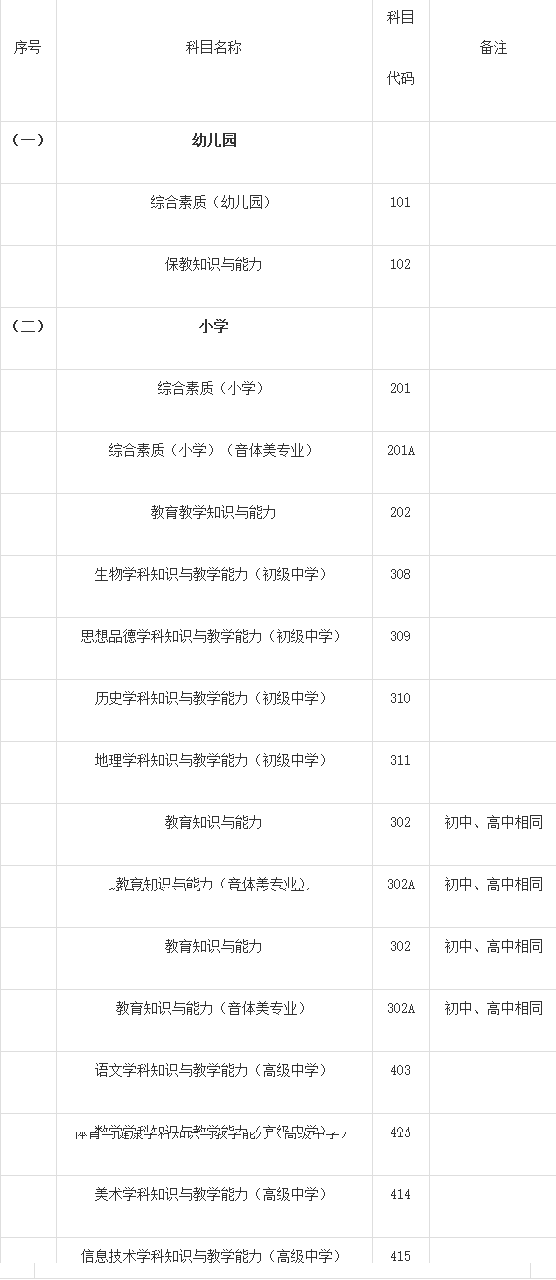 序号 科目名称 科目代码 备注
（一） 幼儿园
综合素质（幼儿园） 101
保教知识与能力 102
（二） 小学
综合素质（小学） 201
综合素质（小学）（音体美专业） 201A
教育教学知识与能力 202
生物学科知识与教学能力（初级中学） 308
思想品德学科知识与教学能力（初级中学） 309
历史学科知识与教学能力（初级中学） 310
地理学科知识与教学能力（初级中学） 311
教育知识与能力 302 初中、高中相同
教育知识与能力（音体美专业） 302A 初中、高中相同
教育知识与能力 302 初中、高中相同
教育知识与能力（音体美专业） 302A 初中、高中相同
语文学科知识与教学能力（高级中学） 403
美术学科知识与教学能力（高级中学） 414
信息技术学科知识与教学能力（高级中学） 415